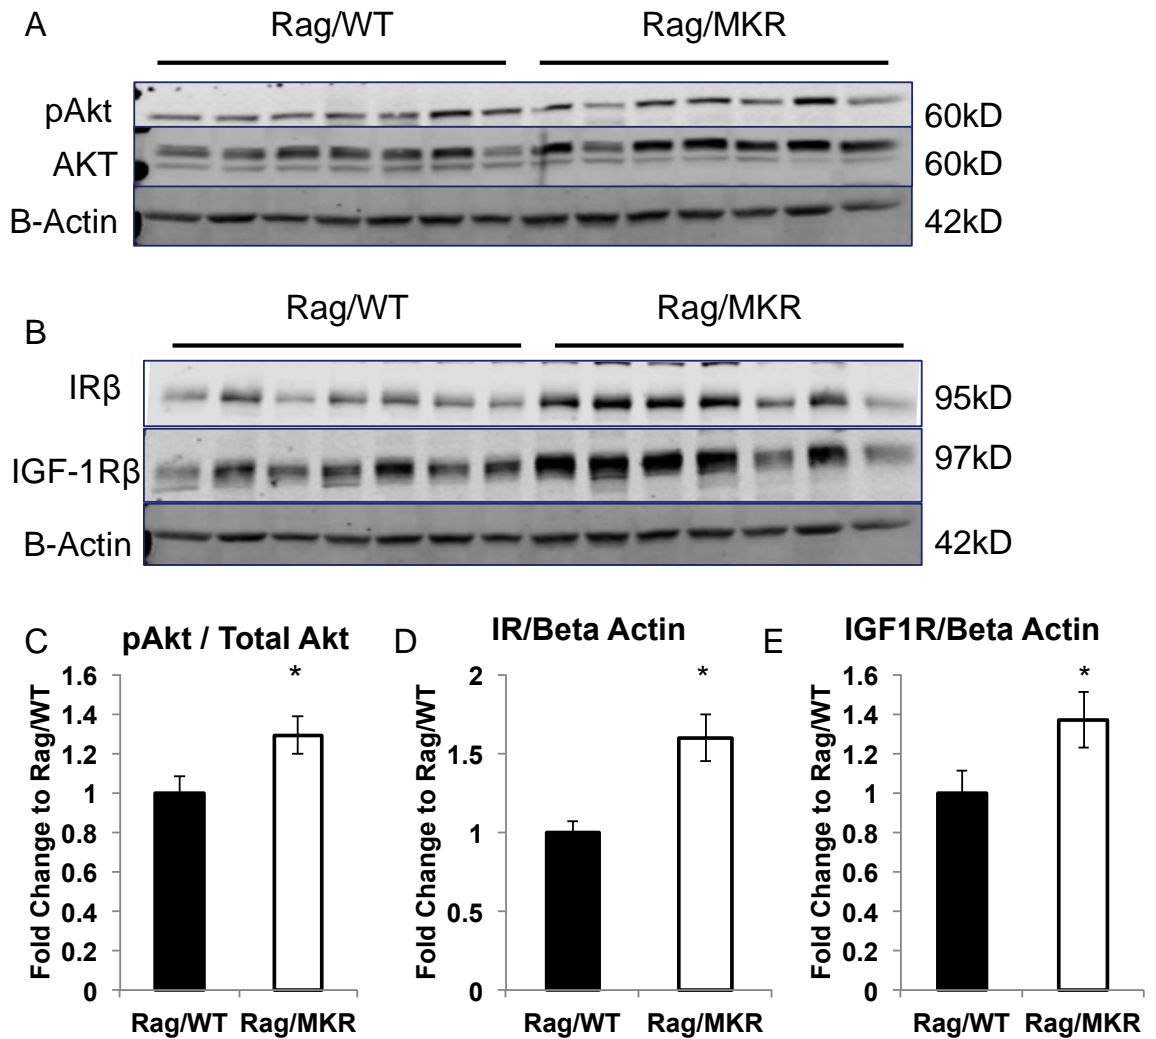 A
Rag/WT Rag/MKR
pAkt 60kD
AKT 60kD
B-Actin 42kD
B
Rag/WT Rag/MKR
IRβ 95kD
IGF-1Rβ 97kD
B-Actin 42kD
C pAkt / Total Akt
*
Fold Change to Rag/WT
1.6
1.4
1.2
1
0.8
0.6
0.4
0.2
0
Rag/WT Rag/MKR
D IR/Beta Actin
*
Fold Change to Rag/WT
2
1.5
1
0.5
0
Rag/WT Rag/MKR
E IGF1R/Beta Actin
*
Fold Change to Rag/WT
1.6
1.4
1.2
1
0.8
0.6
0.4
0.2
0
Rag/WT Rag/MKR